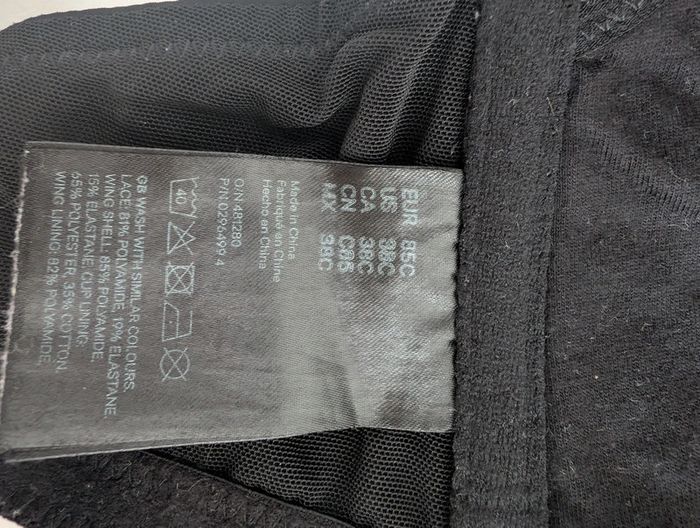 EUR 85C
US 38C
CA 38C
CN C85
MX 38C
Made in China
Fabriqué en Chine
Hecho en China
O/N 481280
P/N 0296499 4
40
GB WASH WITH SIMILAR COLOURS.
LACE: 81% POLYAMIDE, 19% ELASTANE.
WING SHELL: 85% POLYAMIDE,
15% ELASTANE. CUP LINING:
65% POLYESTER, 35% COTTON.
WING LINING: 82% POLYAMIDE,